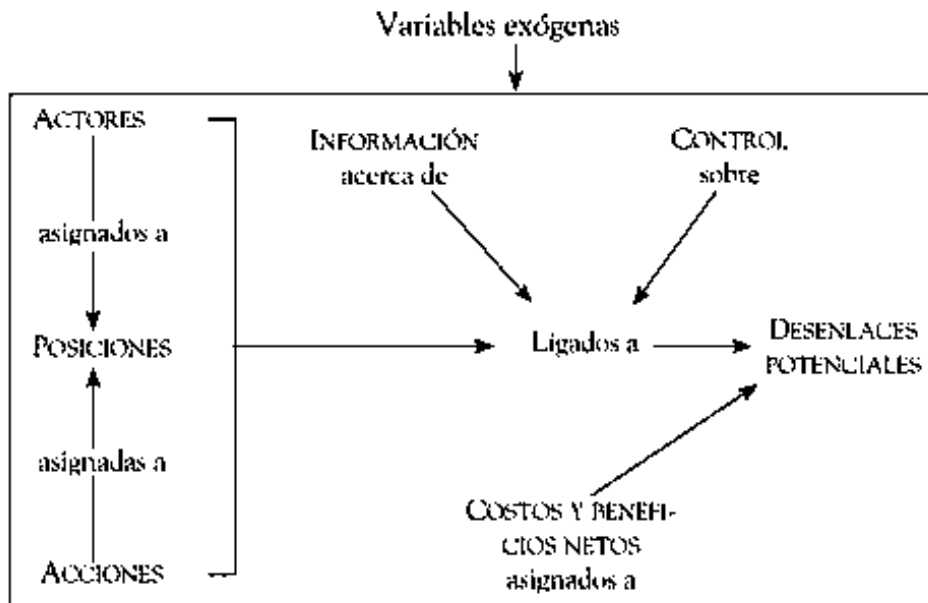 Variables exógenas
ACTORES
asignados a
POSICIONES
asignadas a
ACCIONES
INFORMACIÓN
acerca de
CONTROL
sobre
Ligados a
DESENLACES
POTENCIALES
COSTOS Y BENEFI-
CIOS NETOS
asignados a